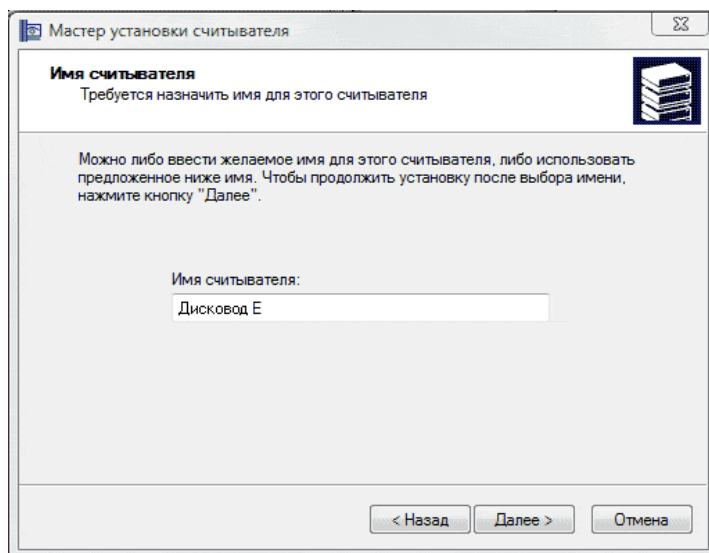 Мастер установки считывателя
Имя считывателя
Требуется назначить имя для этого считывателя
Можно либо ввести желаемое имя для этого считывателя, либо использовать
предложенное ниже имя. Чтобы продолжить установку после выбора имени,
нажмите кнопку "Далее".
Имя считывателя:
Дисковод E
< Назад Далее > Отмена